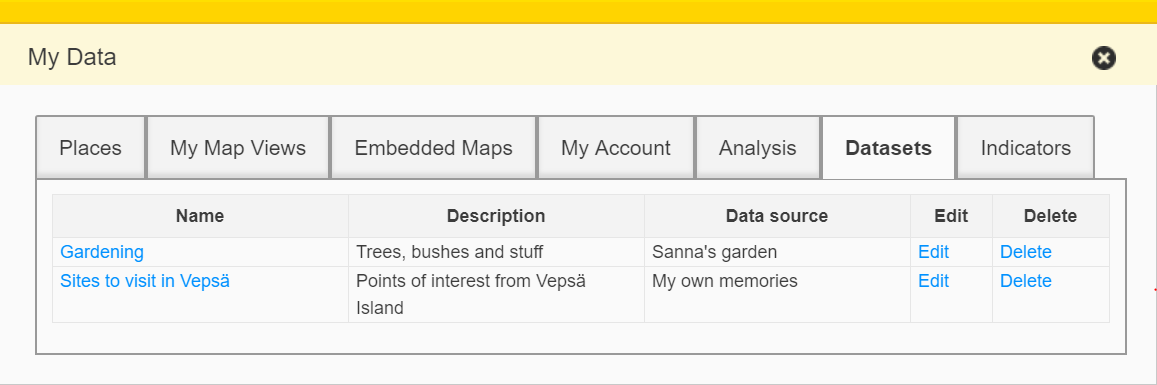 My Data
Places My Map Views Embedded Maps My Account Analysis Datasets Indicators
Name Description Data source Edit Delete
Gardening Trees, bushes and stuff Sanna's garden Edit Delete
Sites to visit in Vepsä Points of interest from Vepsä My own memories Edit Delete
Island